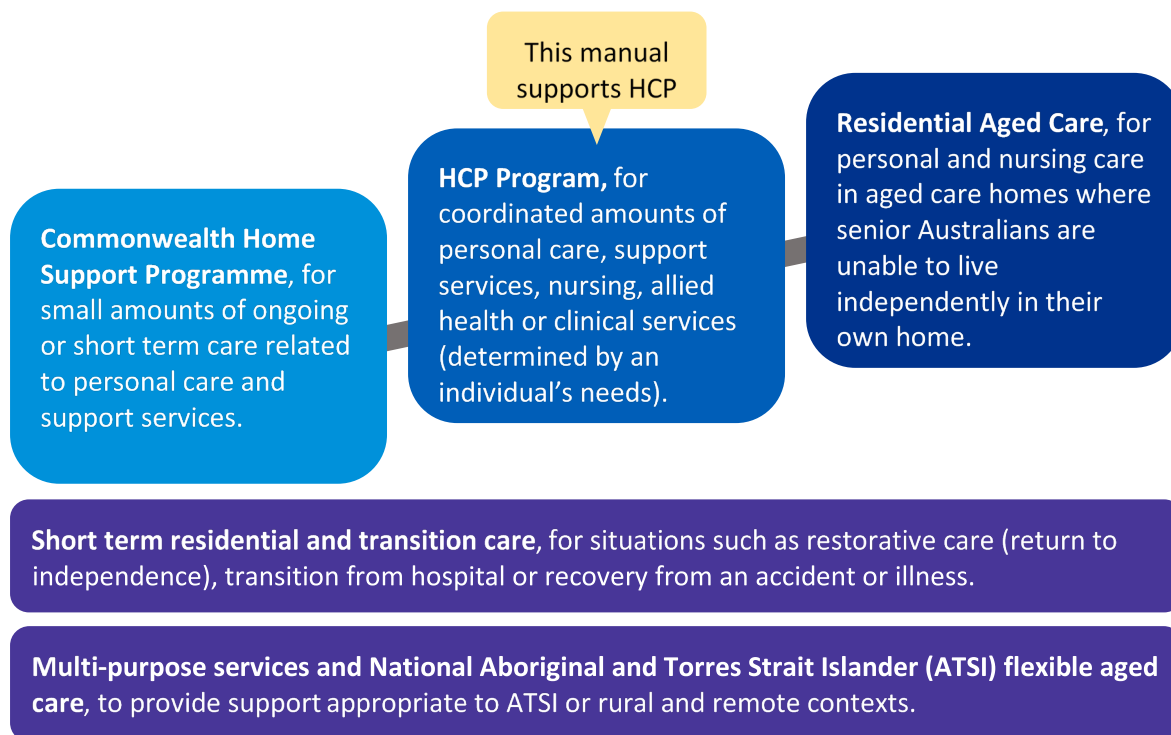 This manual
supports HCP
Commonwealth Home
Support Programme, for
small amounts of ongoing
or short term care related
to personal care and
support services.
HCP Program, for
coordinated amounts of
personal care, support
services, nursing, allied
health or clinical services
(determined by an
individual’s needs).
Residential Aged Care, for
personal and nursing care
in aged care homes where
senior Australians are
unable to live
independently in their
own home.
Short term residential and transition care, for situations such as restorative care (return to
independence), transition from hospital or recovery from an accident or illness.
Multi-purpose services and National Aboriginal and Torres Strait Islander (ATSI) flexible aged
care, to provide support appropriate to ATSI or rural and remote contexts.